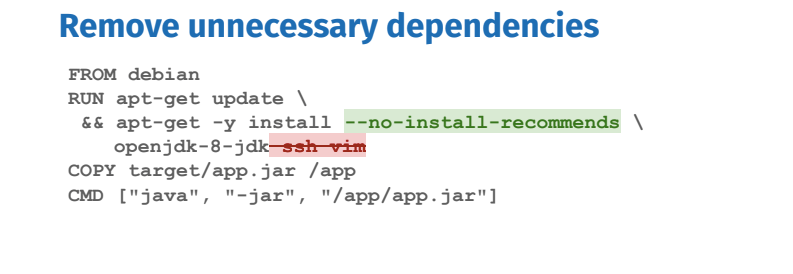 Remove unnecessary dependencies
FROM debian
RUN apt-get update \
&& apt-get -y install --no-install-recommends \
openjdk-8-jdk ssh vim
COPY target/app.jar /app
CMD ["java", "-jar", "/app/app.jar"]